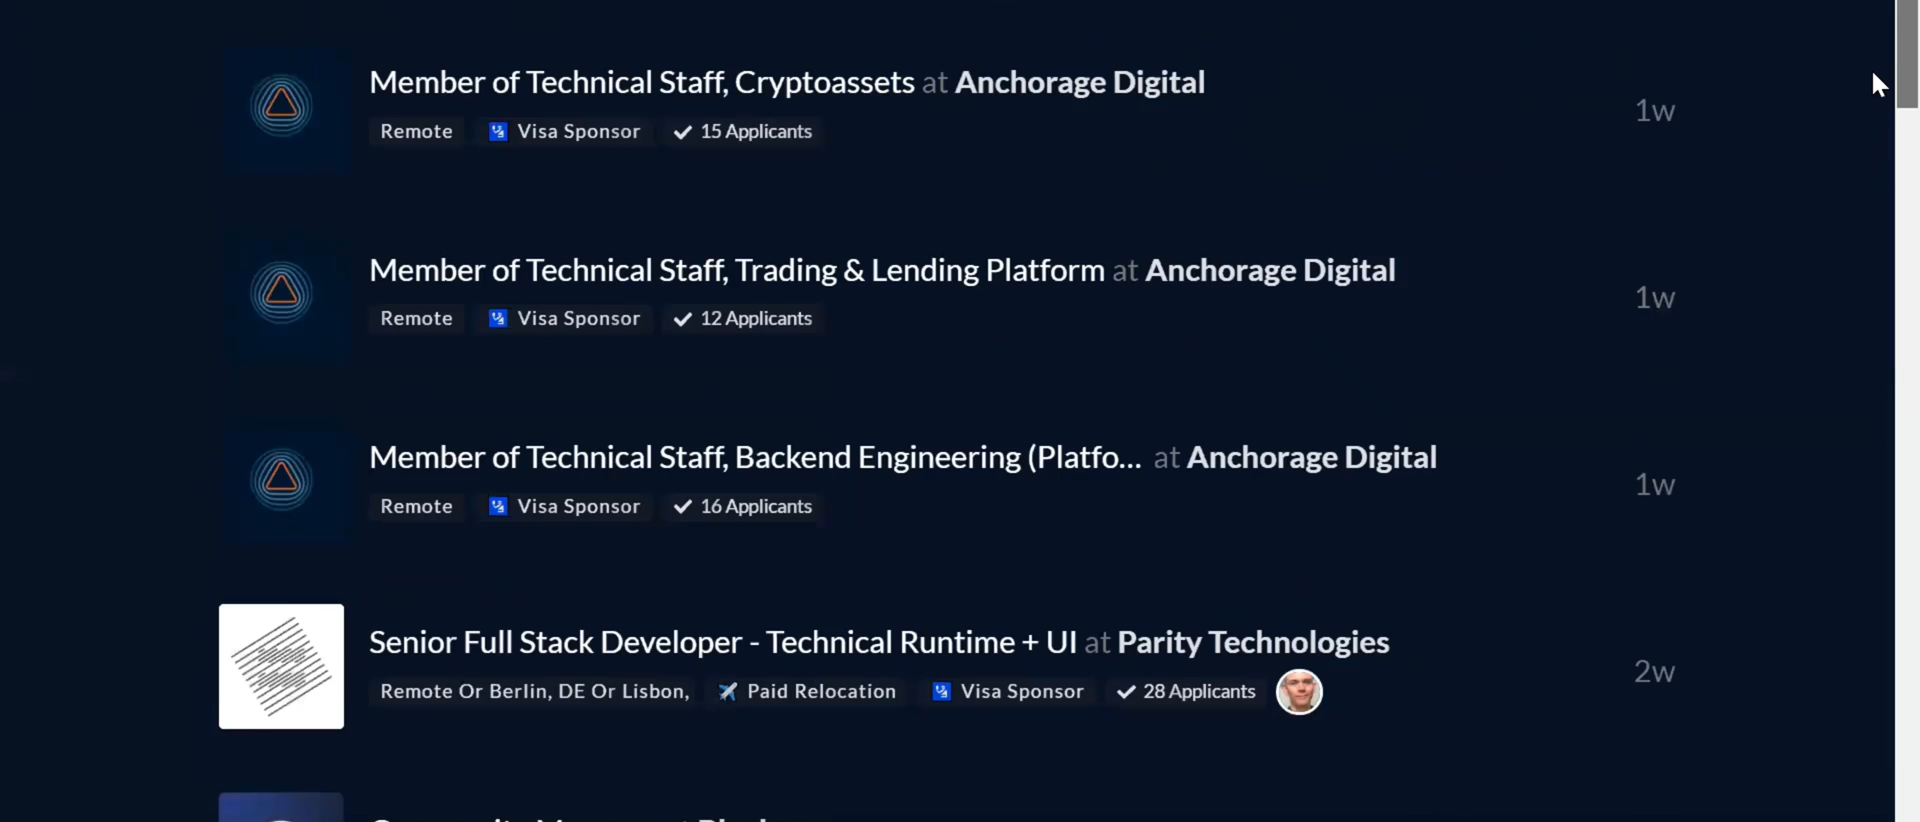 Member of Technical Staff, Cryptoassets at Anchorage Digital
Remote Visa Sponsor 15 Applicants
1w
Member of Technical Staff, Trading & Lending Platform at Anchorage Digital
Remote Visa Sponsor 12 Applicants
1w
Member of Technical Staff, Backend Engineering (Platfo... at Anchorage Digital
Remote Visa Sponsor 16 Applicants
1w
Senior Full Stack Developer - Technical Runtime + UI at Parity Technologies
Remote Or Berlin, DE Or Lisbon, Paid Relocation Visa Sponsor 28 Applicants
2w